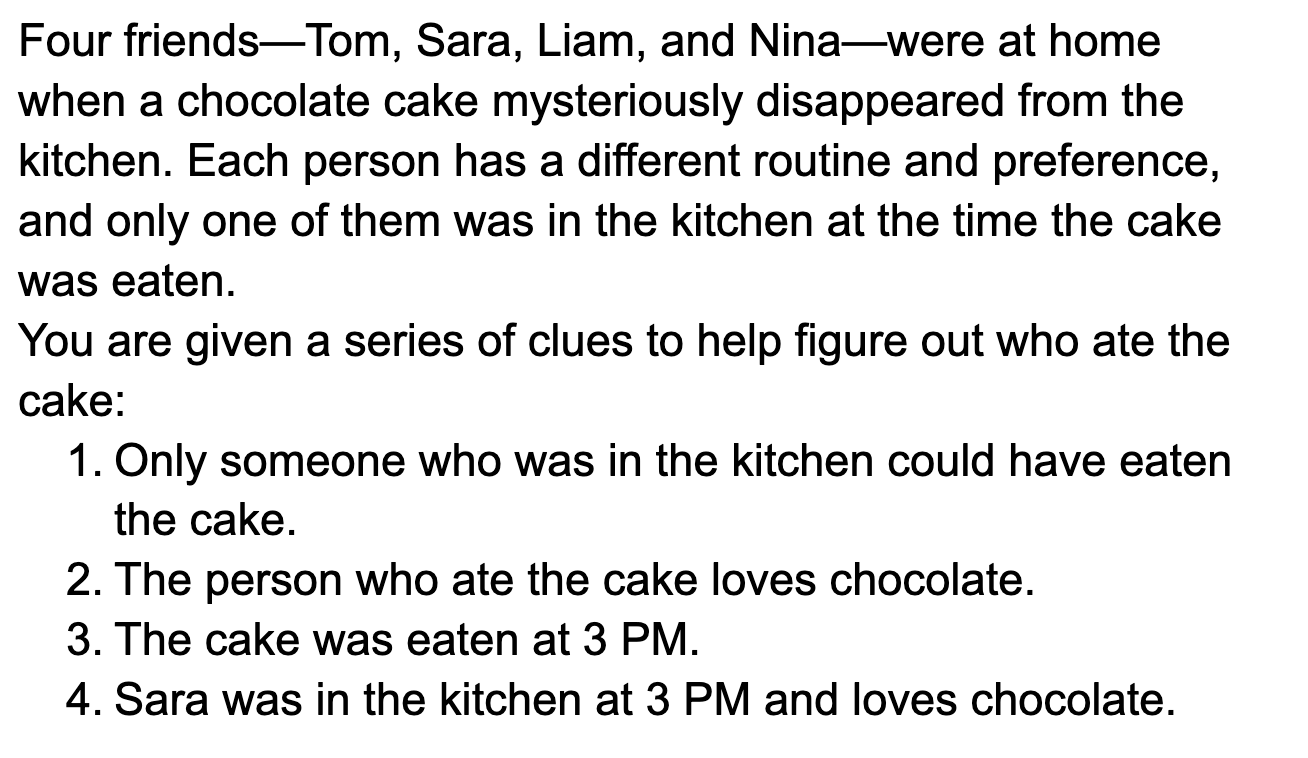 Four friends—Tom, Sara, Liam, and Nina—were at home
when a chocolate cake mysteriously disappeared from the
kitchen. Each person has a different routine and preference,
and only one of them was in the kitchen at the time the cake
was eaten.
You are given a series of clues to help figure out who ate the
cake:
1. Only someone who was in the kitchen could have eaten
the cake.
2. The person who ate the cake loves chocolate.
3. The cake was eaten at 3 PM.
4. Sara was in the kitchen at 3 PM and loves chocolate.